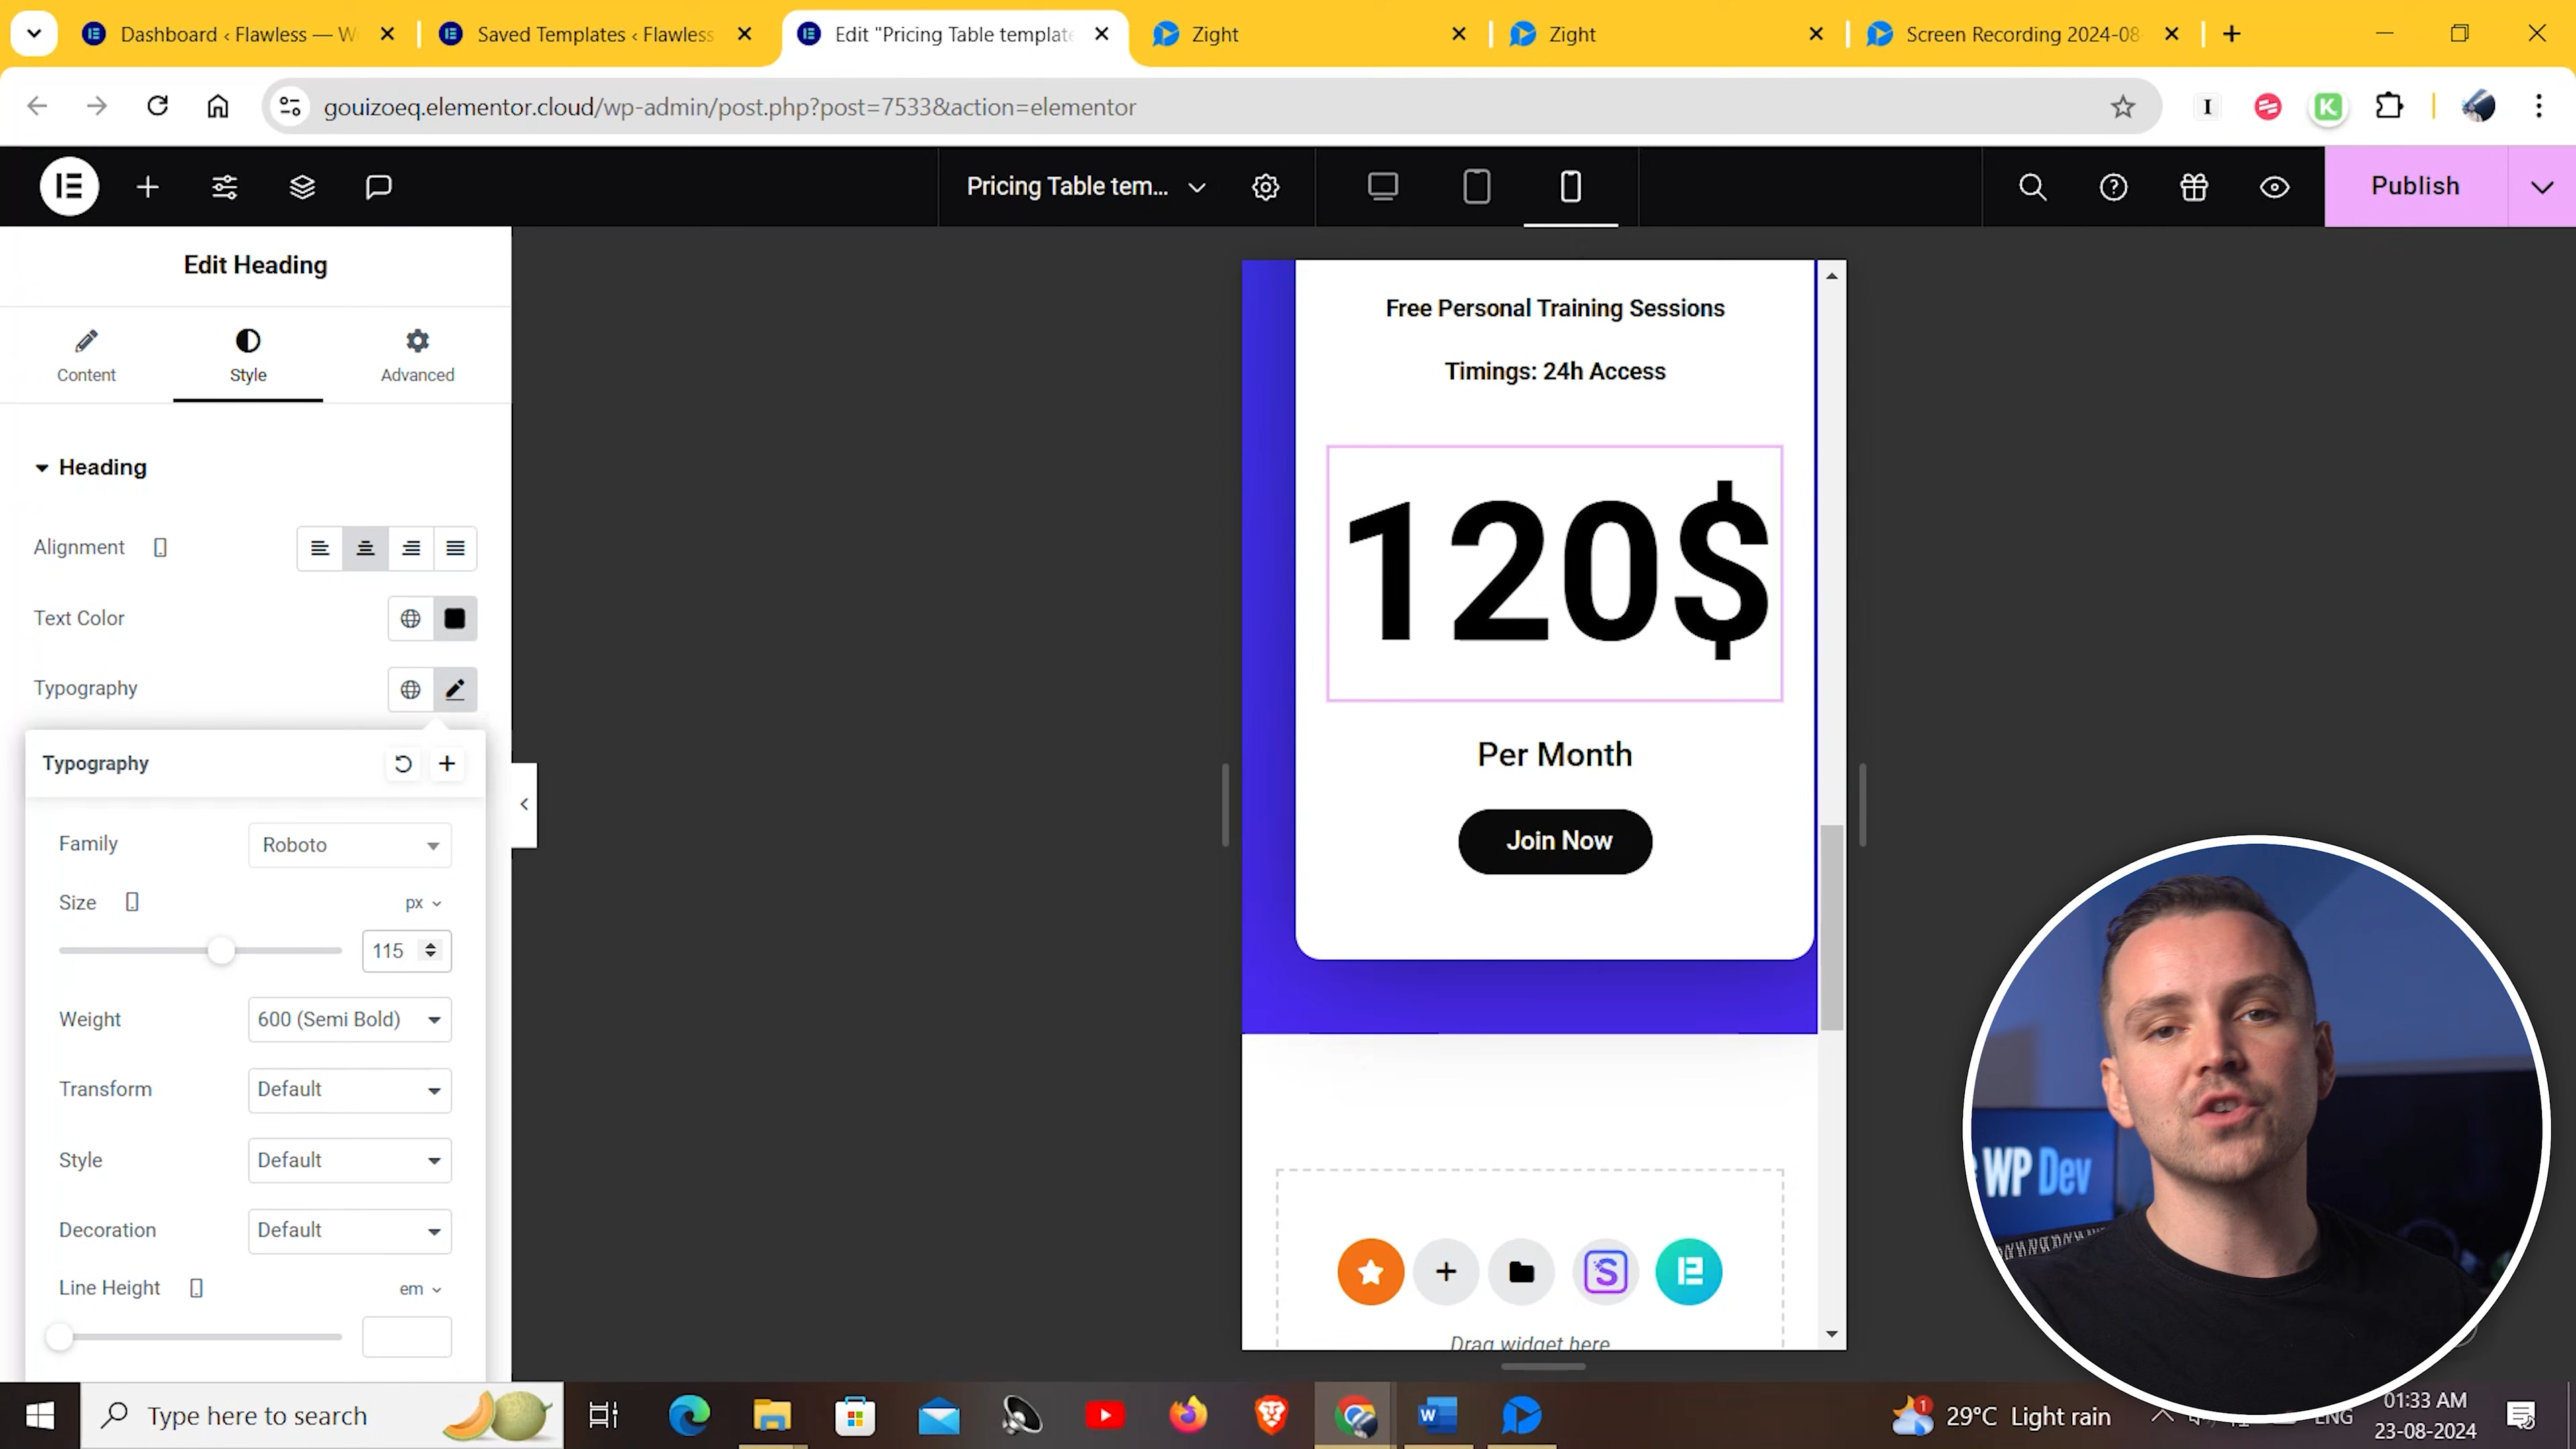 Dashboard ‹ Flawless — W
Saved Templates ‹ Flawless
Edit "Pricing Table template
Zight
Zight
Screen Recording 2024-08-
gouizoeq.elementor.cloud/wp-admin/post.php?post=7533&action=elementor
Pricing Table tem...
Publish
Edit Heading
Content
Style
Advanced
Heading
Alignment
Text Color
Typography
Typography
Family
Roboto
Size
px
115
Weight
600 (Semi Bold)
Transform
Default
Style
Default
Decoration
Default
Line Height
em
Free Personal Training Sessions
Timings: 24h Access
120$
Per Month
Join Now
Drag widget here
WP Dev
Type here to search
1
29°C Light rain
ENG
01:33 AM
23-08-2024